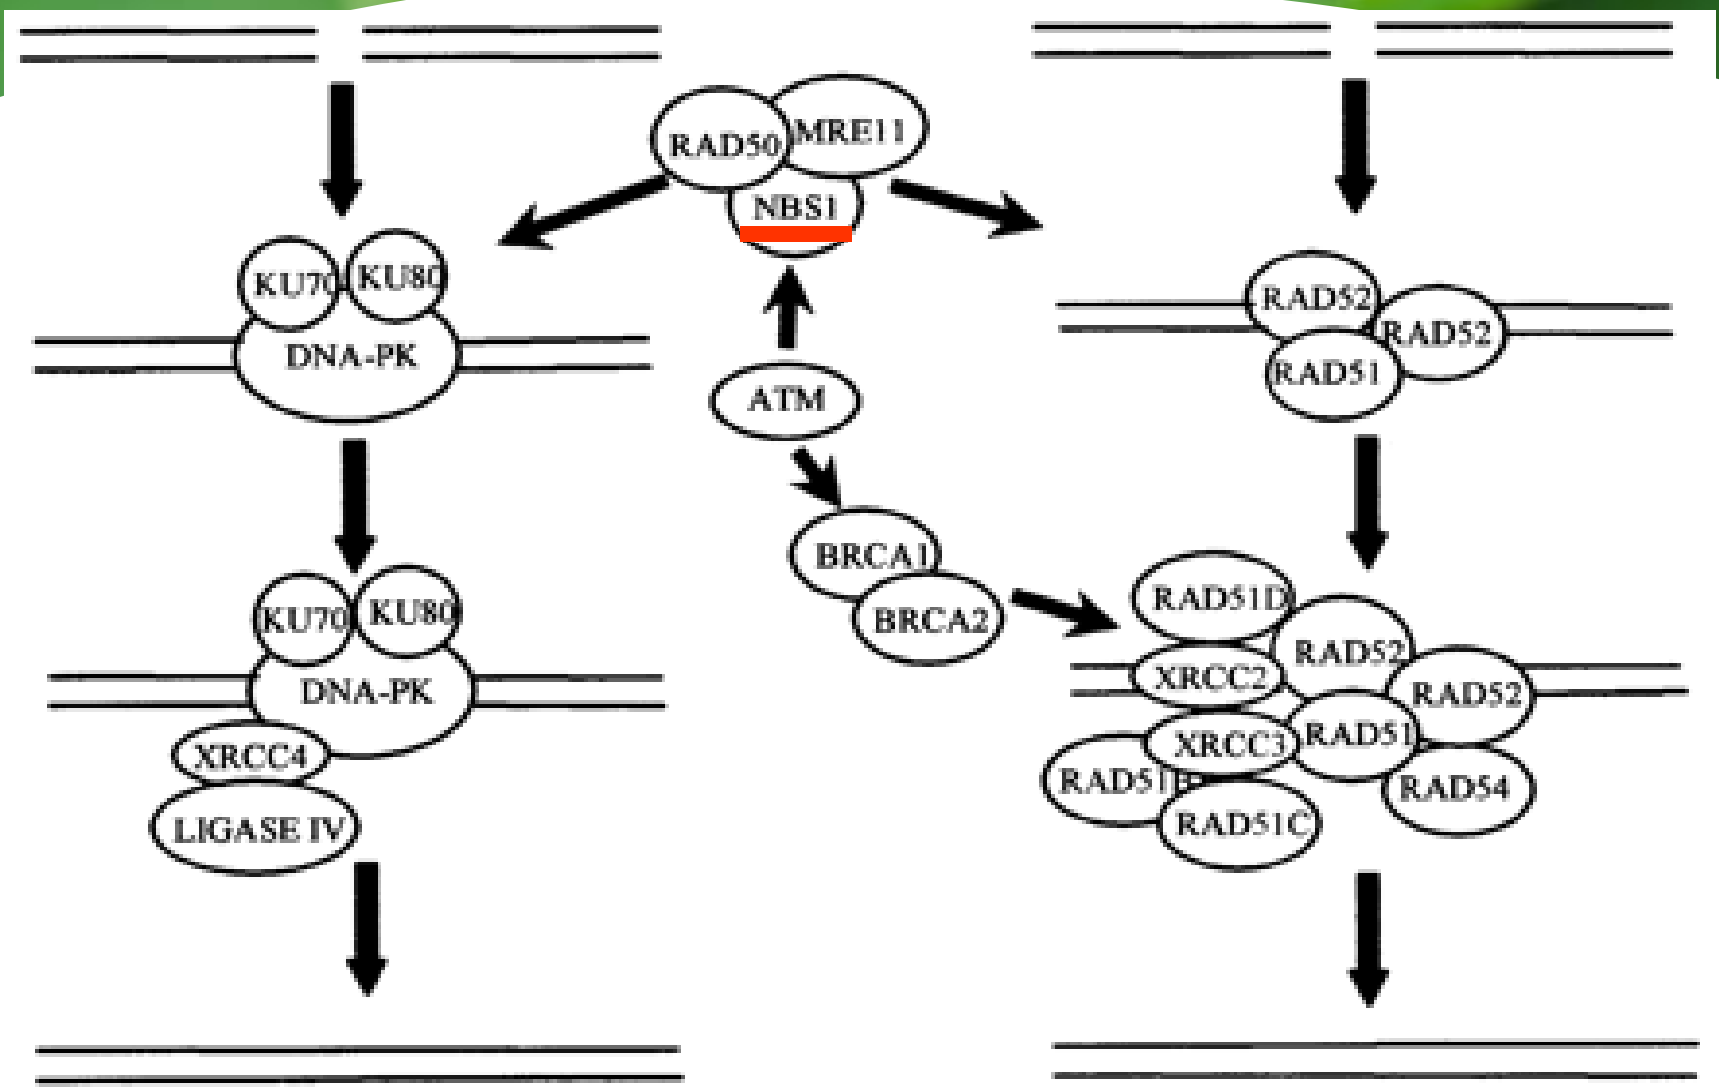 RAD50
MRE11
NBS1
KU70
KU80
DNA-PK
ATM
RAD52
RAD52
RAD51
BRCA1
BRCA2
KU70
KU80
DNA-PK
XRCC4
LIGASE IV
RAD51D
RAD52
XRCC2
RAD52
XRCC3
RAD51
RAD51B
RAD54
RAD51C